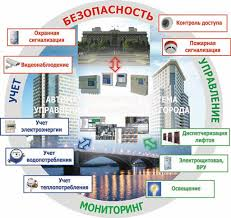 БЕЗОПАСНОСТЬ
Охранная
сигнализация
Контроль доступа
Видеонаблюдение
Пожарная
сигнализация
УЧЕТ
УПРАВЛЕНИЕ
Учет
электроэнергии
Диспетчеризация
лифтов
Учет
водопотребления
Электрощитовая,
ВРУ
Учет
теплопотребления
Освещение
МОНИТОРИНГ